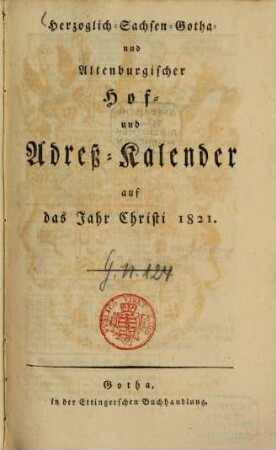 Herzoglich-Sachsen-Gotha-
und
Altenburgischer
Hof-
und
Adreß-Kalender
auf
das Jahr Christi 1821.
G. n. 124
Gotha,
in der Ettingerschen Buchhandlung.